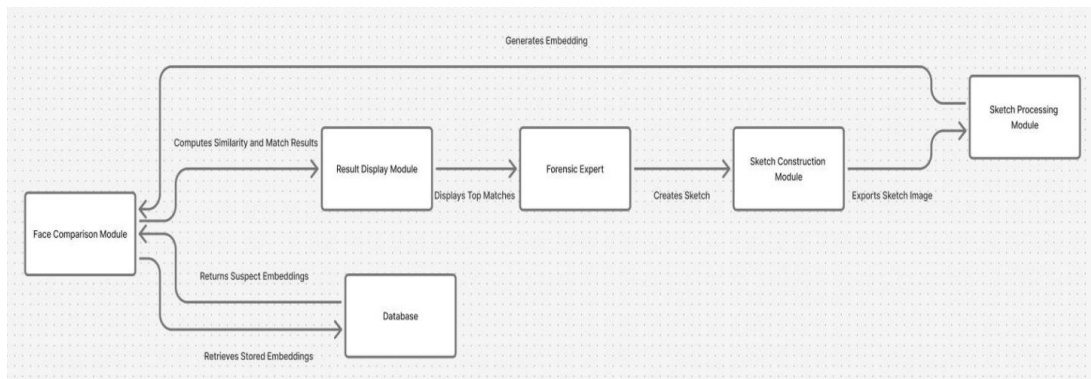 Generates Embedding
Sketch Processing
Module
Computes Similarity and Match Results
Result Display Module
Forensic Expert
Sketch Construction
Module
Displays Top Matches
Creates Sketch
Exports Sketch Image
Face Comparison Module
Returns Suspect Embeddings
Database
Retrieves Stored Embeddings